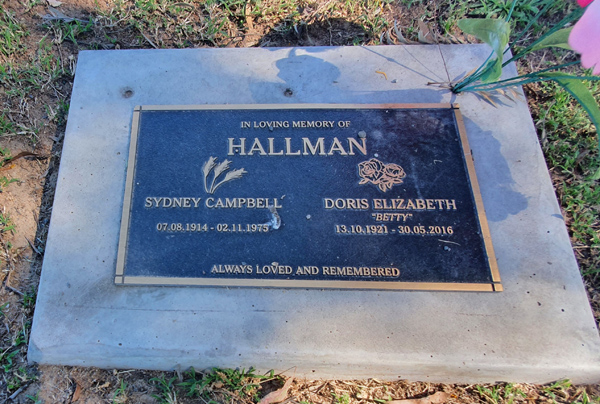 IN LOVING MEMORY OF
HALLMAN
SYDNEY CAMPBELL
07.08.1914 - 02.11.1975
DORIS ELIZABETH
"BETTY"
13.10.1921 - 30.05.2016
ALWAYS LOVED AND REMEMBERED